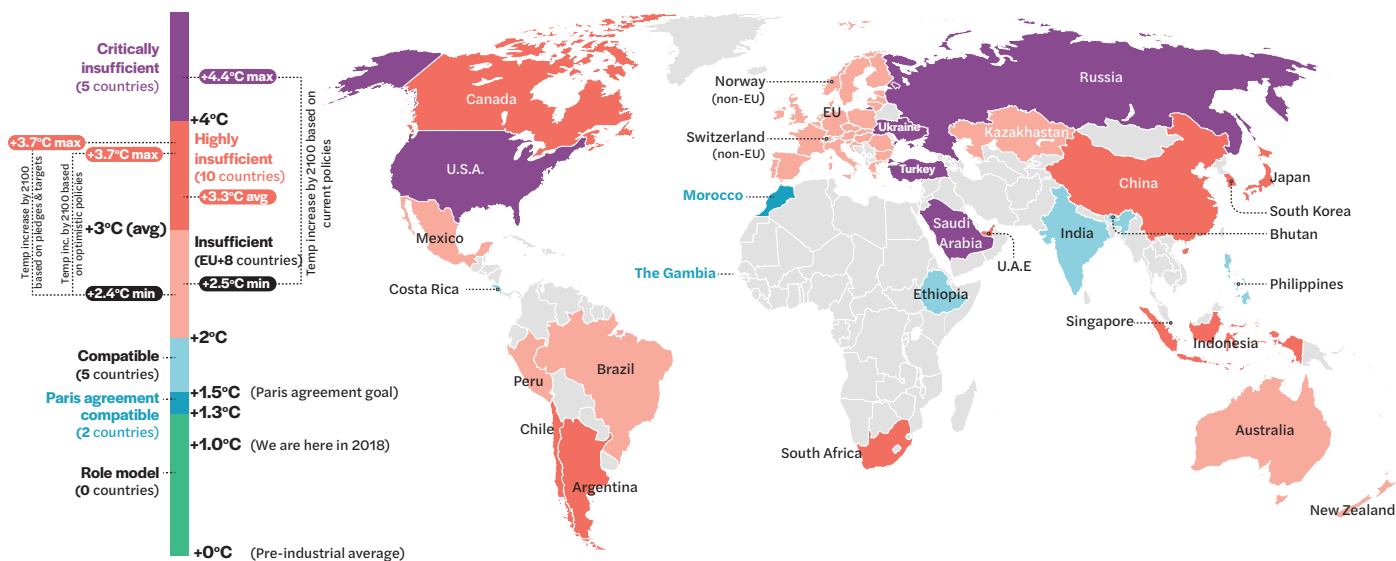 Critically
insufficient
(5 countries)
+4.4°C max
+4°C
+3.7°C max
+3.7°C max
Highly
insufficient
(10 countries)
+3.3°C avg
+3°C (avg)
Insufficient
(EU+8 countries)
+2.5°C min
+2.4°C min
Temp increase by 2100
based on pledges & targets
Temp inc. by 2100 based
on optimistic policies
Temp increase by 2100 based on
current policies
+2°C
Compatible
(5 countries)
+1.5°C (Paris agreement goal)
Paris agreement
compatible
(2 countries)
+1.3°C
+1.0°C (We are here in 2018)
Role model
(0 countries)
+0°C (Pre-industrial average)
Canada
U.S.A.
Mexico
Costa Rica
Peru
Brazil
Chile
Argentina
Norway
(non-EU)
EU
Switzerland
(non-EU)
Morocco
The Gambia
Russia
Ukraine
Kazakhstan
Turkey
Saudi
Arabia
U.A.E
Ethiopia
South Africa
China
India
Japan
South Korea
Bhutan
Philippines
Singapore
Indonesia
Australia
New Zealand